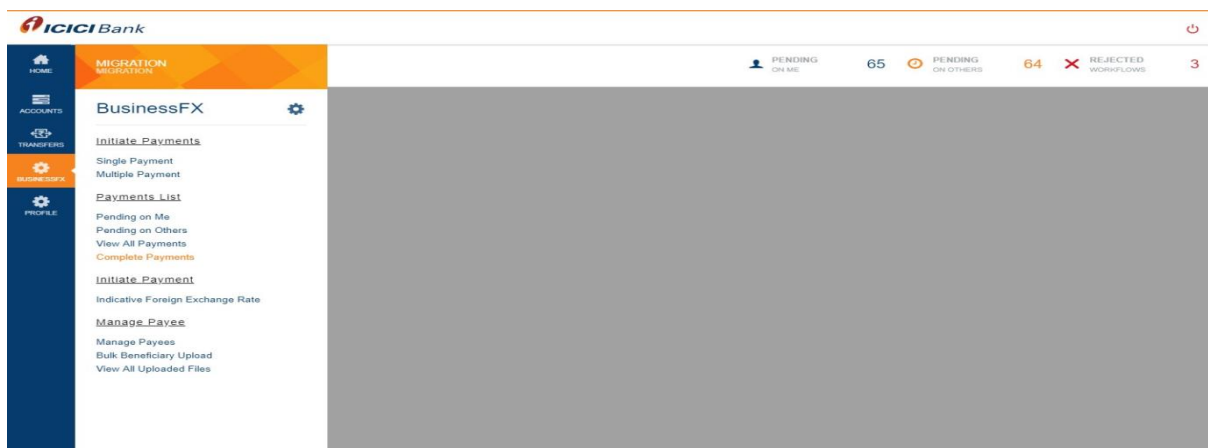 ICICI Bank
HOME
ACCOUNTS
TRANSFERS
BUSINESSFX
PROFILE
MIGRATION
MIGRATION
PENDING
ON ME
65
PENDING
ON OTHERS
64
REJECTED
WORKFLOWS
3
BusinessFX
Initiate Payments
Single Payment
Multiple Payment
Payments List
Pending on Me
Pending on Others
View All Payments
Complete Payments
Initiate Payment
Indicative Foreign Exchange Rate
Manage Payee
Manage Payees
Bulk Beneficiary Upload
View All Uploaded Files